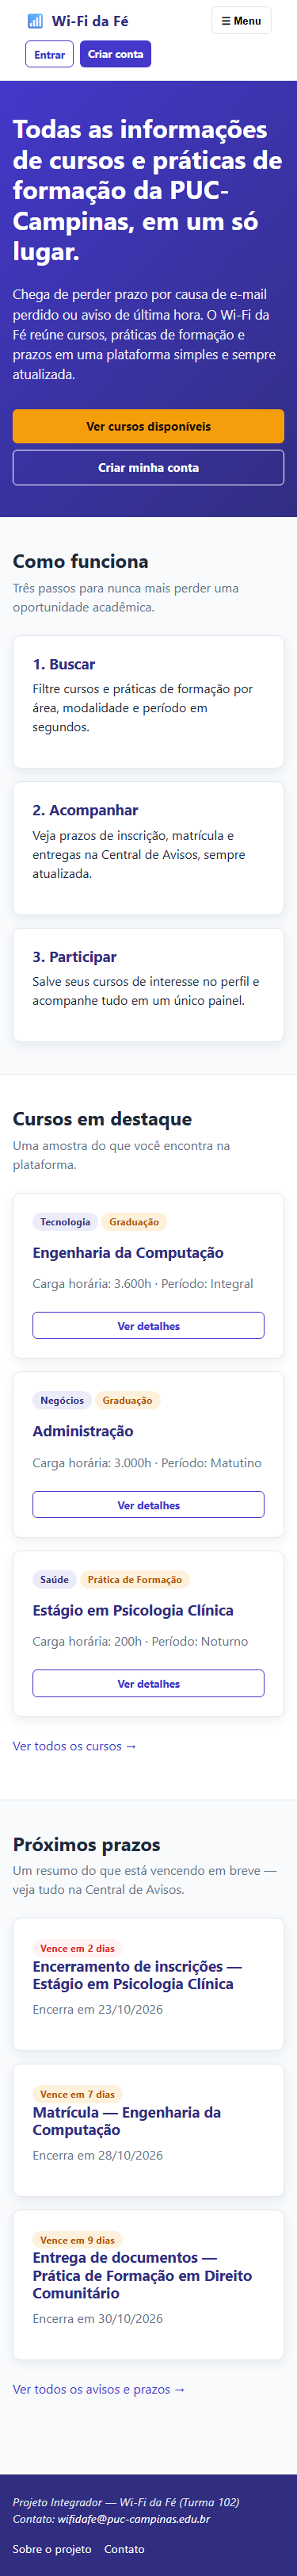 Wi-Fi da Fé
☰ Menu
Entrar
Criar conta
Todas as informações
de cursos e práticas de
formação da PUC-
Campinas, em um só
lugar.
Chega de perder prazo por causa de e-mail
perdido ou aviso de última hora. O Wi-Fi da
Fé reúne cursos, práticas de formação e
prazos em uma plataforma simples e sempre
atualizada.
Ver cursos disponíveis
Criar minha conta
Como funciona
Três passos para nunca mais perder uma
oportunidade acadêmica.
1. Buscar
Filtre cursos e práticas de formação por
área, modalidade e período em
segundos.
2. Acompanhar
Veja prazos de inscrição, matrícula e
entregas na Central de Avisos, sempre
atualizada.
3. Participar
Salve seus cursos de interesse no perfil e
acompanhe tudo em um único painel.
Cursos em destaque
Uma amostra do que você encontra na
plataforma.
Tecnologia Graduação
Engenharia da Computação
Carga horária: 3.600h · Período: Integral
Ver detalhes
Negócios Graduação
Administração
Carga horária: 3.000h · Período: Matutino
Ver detalhes
Saúde Prática de Formação
Estágio em Psicologia Clínica
Carga horária: 200h · Período: Noturno
Ver detalhes
Ver todos os cursos →
Próximos prazos
Um resumo do que está vencendo em breve —
veja tudo na Central de Avisos.
Vence em 2 dias
Encerramento de inscrições —
Estágio em Psicologia Clínica
Encerra em 23/10/2026
Vence em 7 dias
Matrícula — Engenharia da
Computação
Encerra em 28/10/2026
Vence em 9 dias
Entrega de documentos —
Prática de Formação em Direito
Comunitário
Encerra em 30/10/2026
Ver todos os avisos e prazos →
Projeto Integrador — Wi-Fi da Fé (Turma 102)
Contato: wifidafe@puc-campinas.edu.br
Sobre o projeto Contato